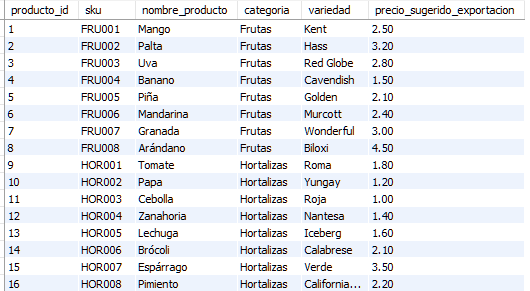 producto_id sku nombre_producto categoria variedad precio_sugerido_exportacion
1 FRU001 Mango Frutas Kent 2.50
2 FRU002 Palta Frutas Hass 3.20
3 FRU003 Uva Frutas Red Globe 2.80
4 FRU004 Banano Frutas Cavendish 1.50
5 FRU005 Piña Frutas Golden 2.10
6 FRU006 Mandarina Frutas Murcott 2.40
7 FRU007 Granada Frutas Wonderful 3.00
8 FRU008 Arándano Frutas Biloxi 4.50
9 HOR001 Tomate Hortalizas Roma 1.80
10 HOR002 Papa Hortalizas Yungay 1.20
11 HOR003 Cebolla Hortalizas Roja 1.00
12 HOR004 Zanahoria Hortalizas Nantesa 1.40
13 HOR005 Lechuga Hortalizas Iceberg 1.60
14 HOR006 Brócoli Hortalizas Calabrese 2.10
15 HOR007 Espárrago Hortalizas Verde 3.50
16 HOR008 Pimiento Hortalizas California... 2.20